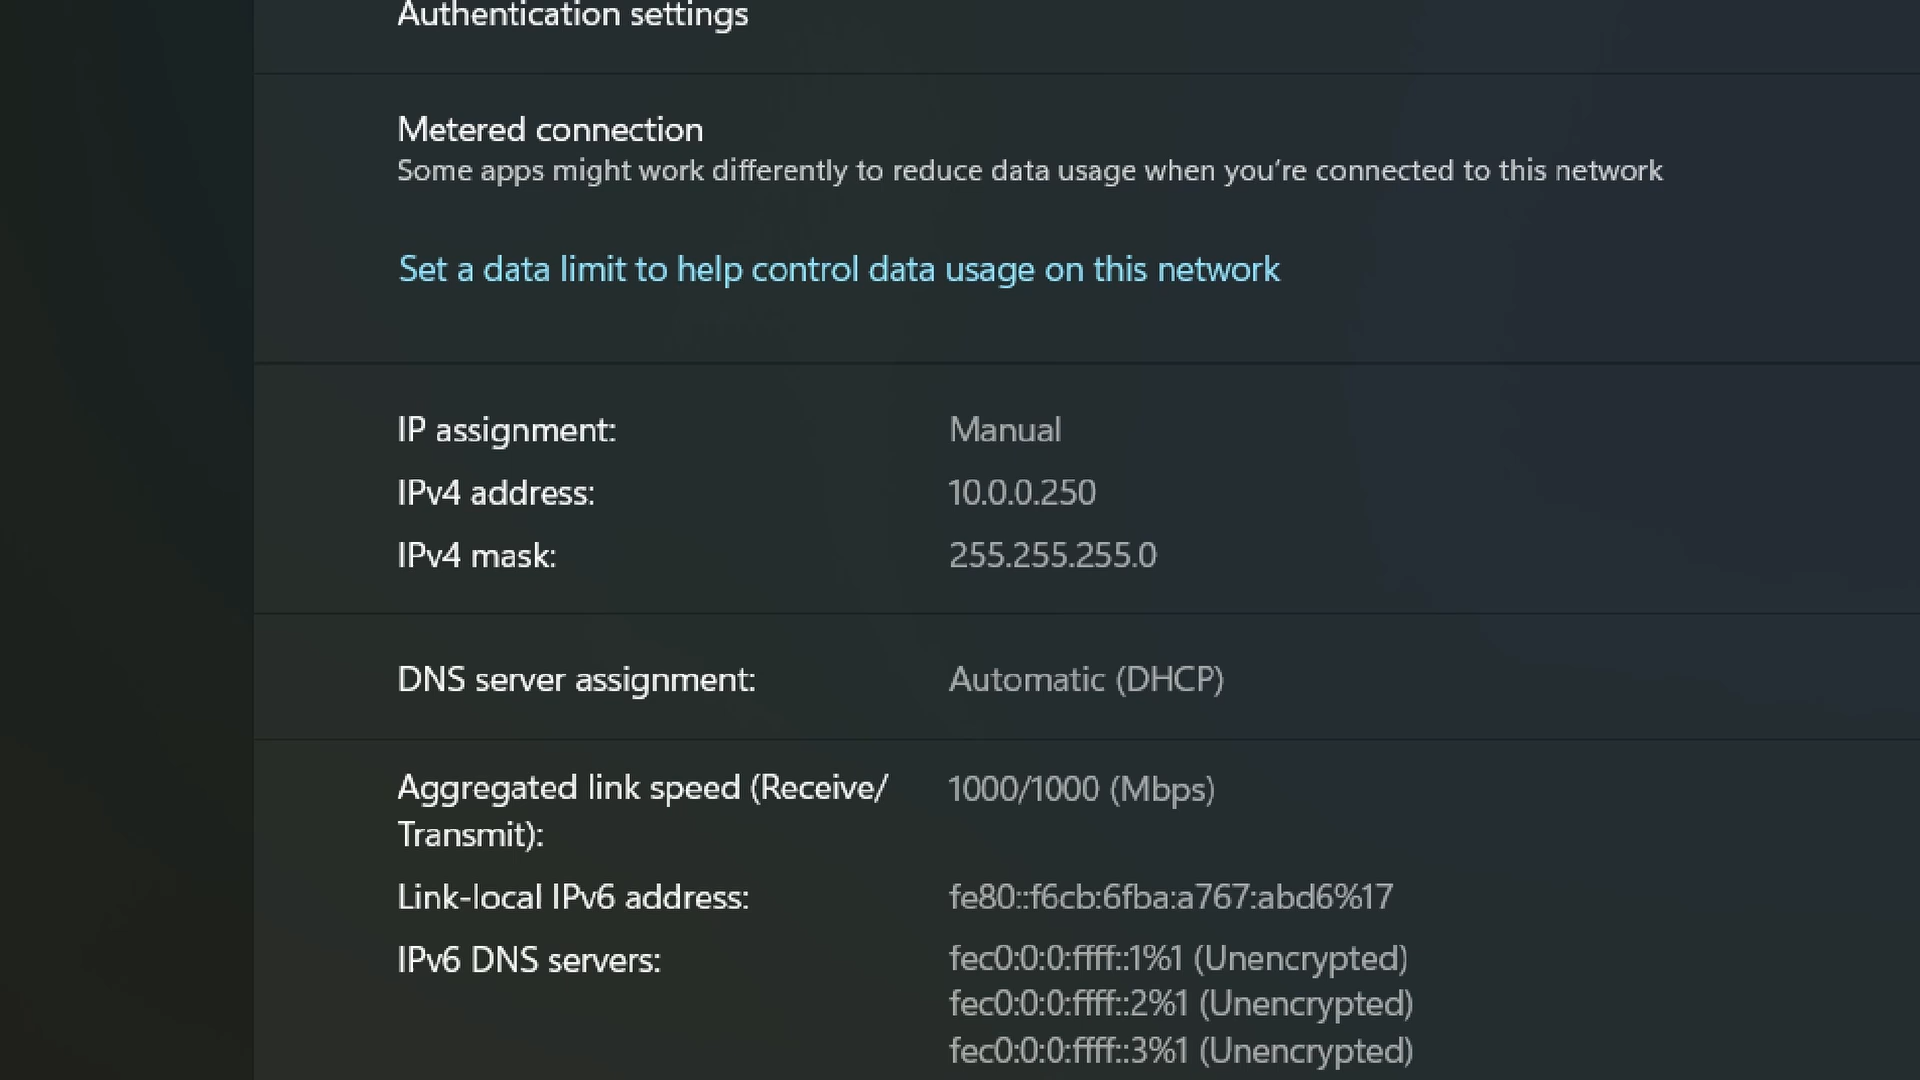 Authentication settings
Metered connection
Some apps might work differently to reduce data usage when you’re connected to this network
Set a data limit to help control data usage on this network
IP assignment: Manual
IPv4 address: 10.0.0.250
IPv4 mask: 255.255.255.0
DNS server assignment: Automatic (DHCP)
Aggregated link speed (Receive/ 1000/1000 (Mbps)
Transmit):
Link-local IPv6 address: fe80::f6cb:6fba:a767:abd6%17
IPv6 DNS servers: fec0:0:0:ffff::1%1 (Unencrypted)
fec0:0:0:ffff::2%1 (Unencrypted)
fec0:0:0:ffff::3%1 (Unencrypted)